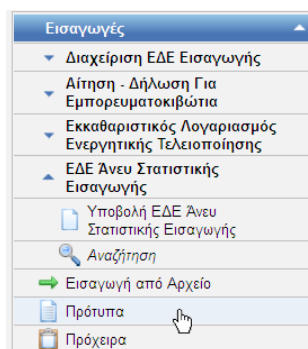 Εισαγωγές
Διαχείριση ΕΔΕ Εισαγωγής
Αίτηση - Δήλωση Για
Εμπορευματοκιβώτια
Εκκαθαριστικός Λογαριασμός
Ενεργητικής Τελειοποίησης
ΕΔΕ Άνευ Στατιστικής
Εισαγωγής
Υποβολή ΕΔΕ Άνευ
Στατιστικής Εισαγωγής
Αναζήτηση
Εισαγωγή από Αρχείο
Πρότυπα
Πρόχειρα